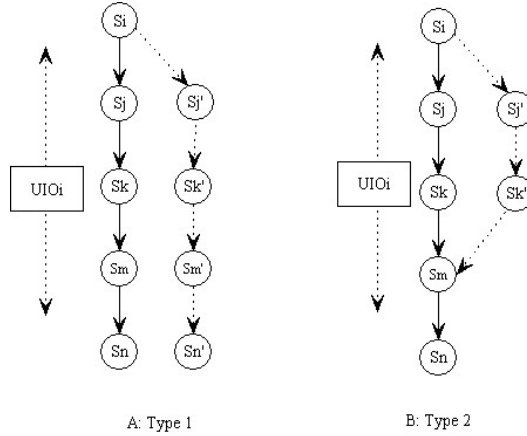 Si
Sj
Sj'
UIOi
Sk
Sk'
Sm
Sm'
Sn
Sn'
A: Type 1
Si
Sj
Sj'
UIOi
Sk
Sk'
Sm
Sn
B: Type 2